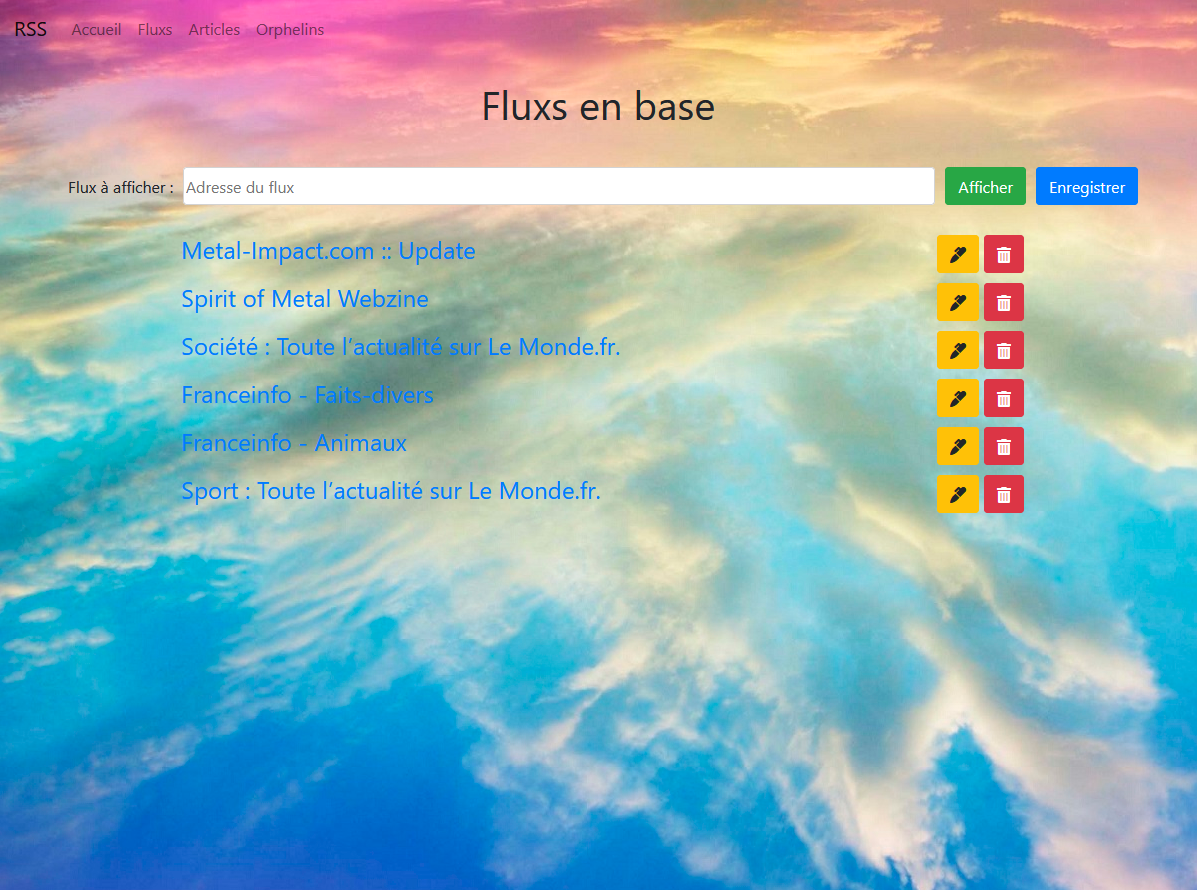 RSS Accueil Fluxs Articles Orphelins
Fluxs en base
Flux à afficher : Adresse du flux Afficher Enregistrer
Metal-Impact.com :: Update
Spirit of Metal Webzine
Société : Toute l’actualité sur Le Monde.fr.
Franceinfo - Faits-divers
Franceinfo - Animaux
Sport : Toute l’actualité sur Le Monde.fr.